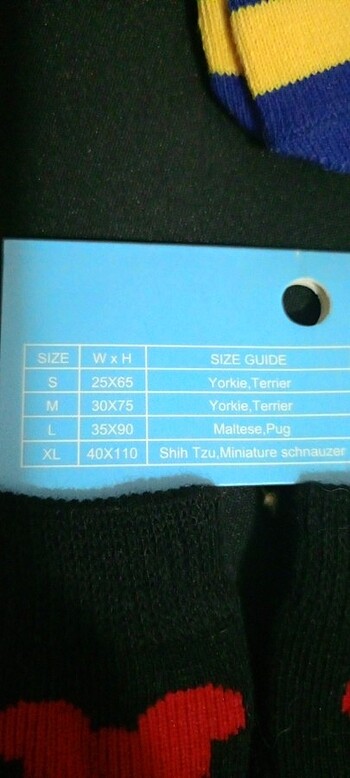 SIZE W x H SIZE GUIDE
S 25X65 Yorkie,Terrier
M 30X75 Yorkie,Terrier
L 35X90 Maltese,Pug
XL 40X110 Shih Tzu,Miniature schnauzer